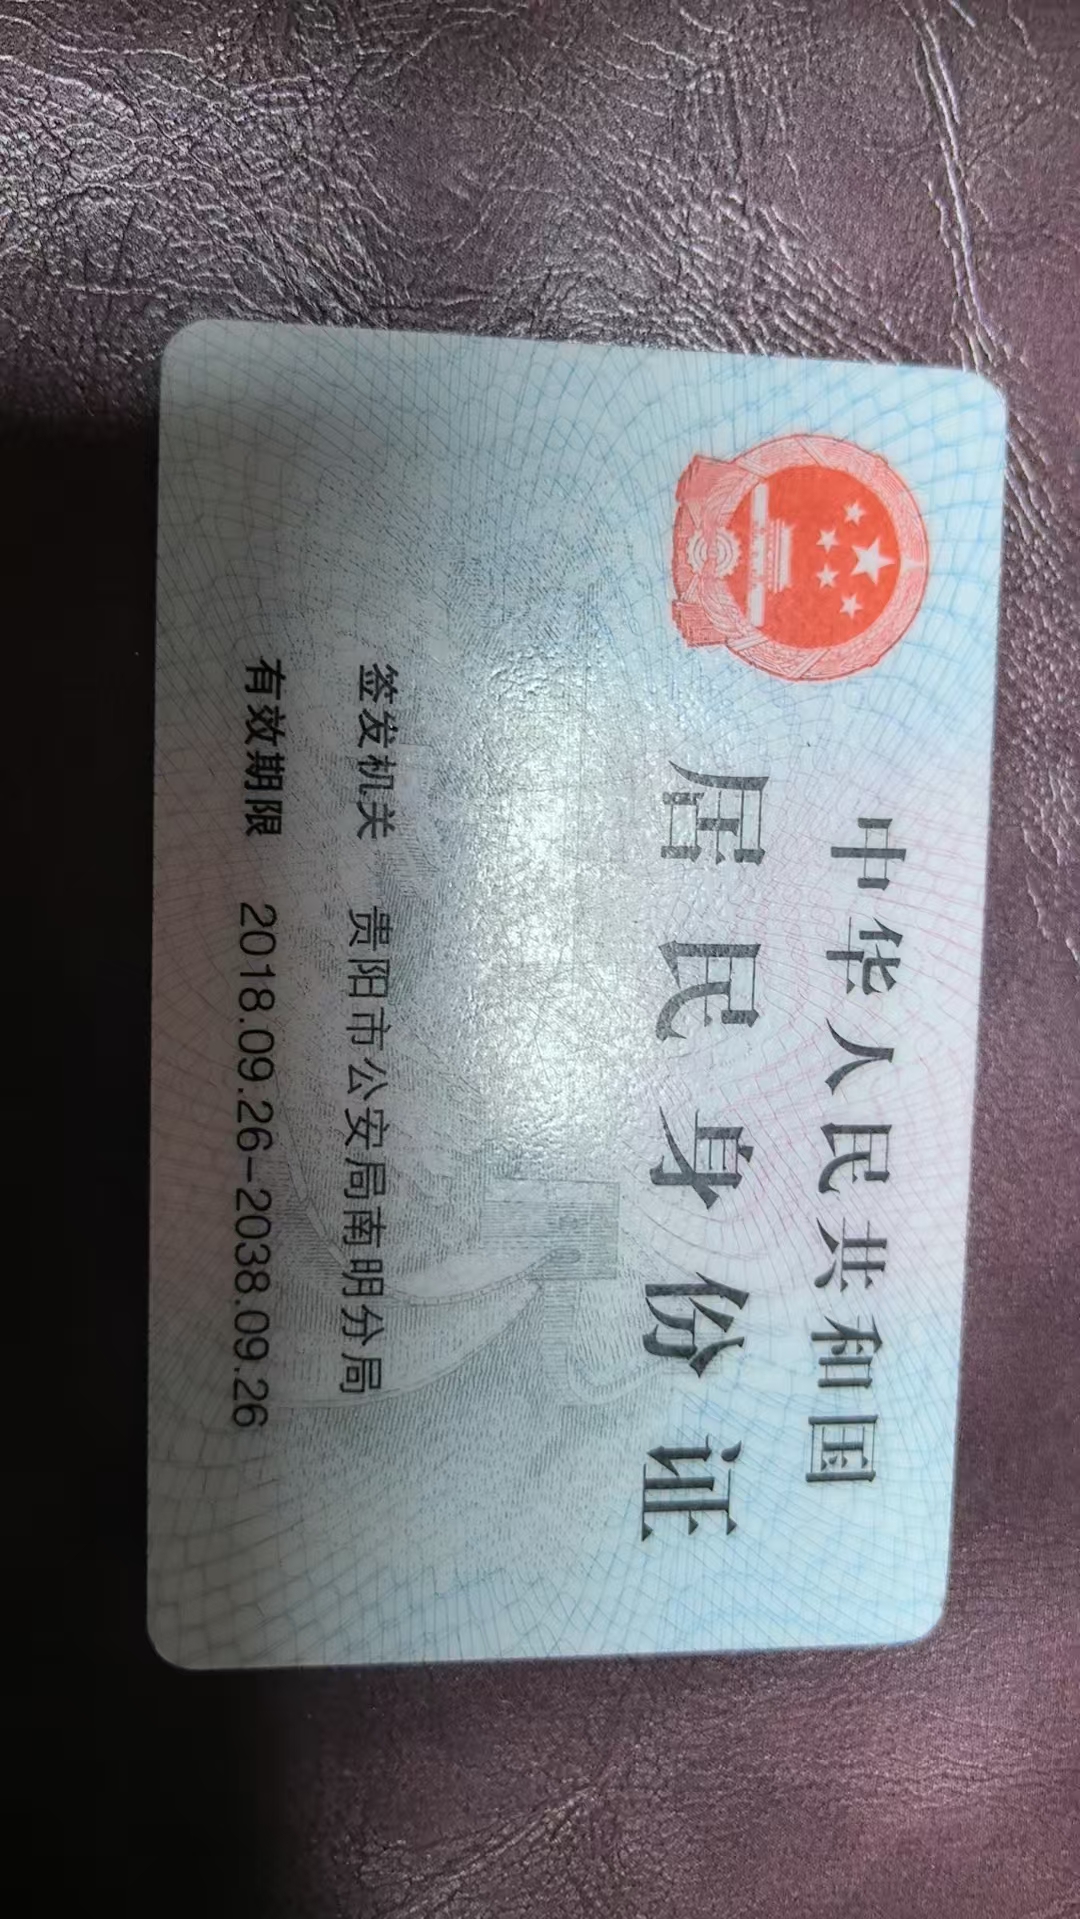 中华人民共和国
居民身份证
签发机关 贵阳市公安局南明分局
有效期限 2018.09.26-2038.09.26